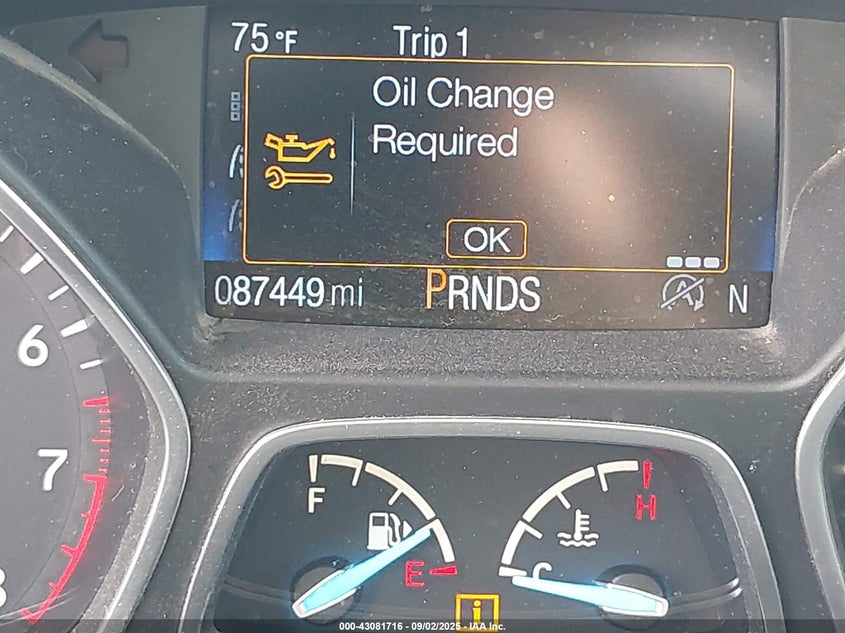 75°F
Trip 1
Oil Change
Required
OK
087449 mi
PRNDS
A
N
6
7
8
F
E
H
C
i
000-43081716 - 09/02/2025 - IAA Inc.